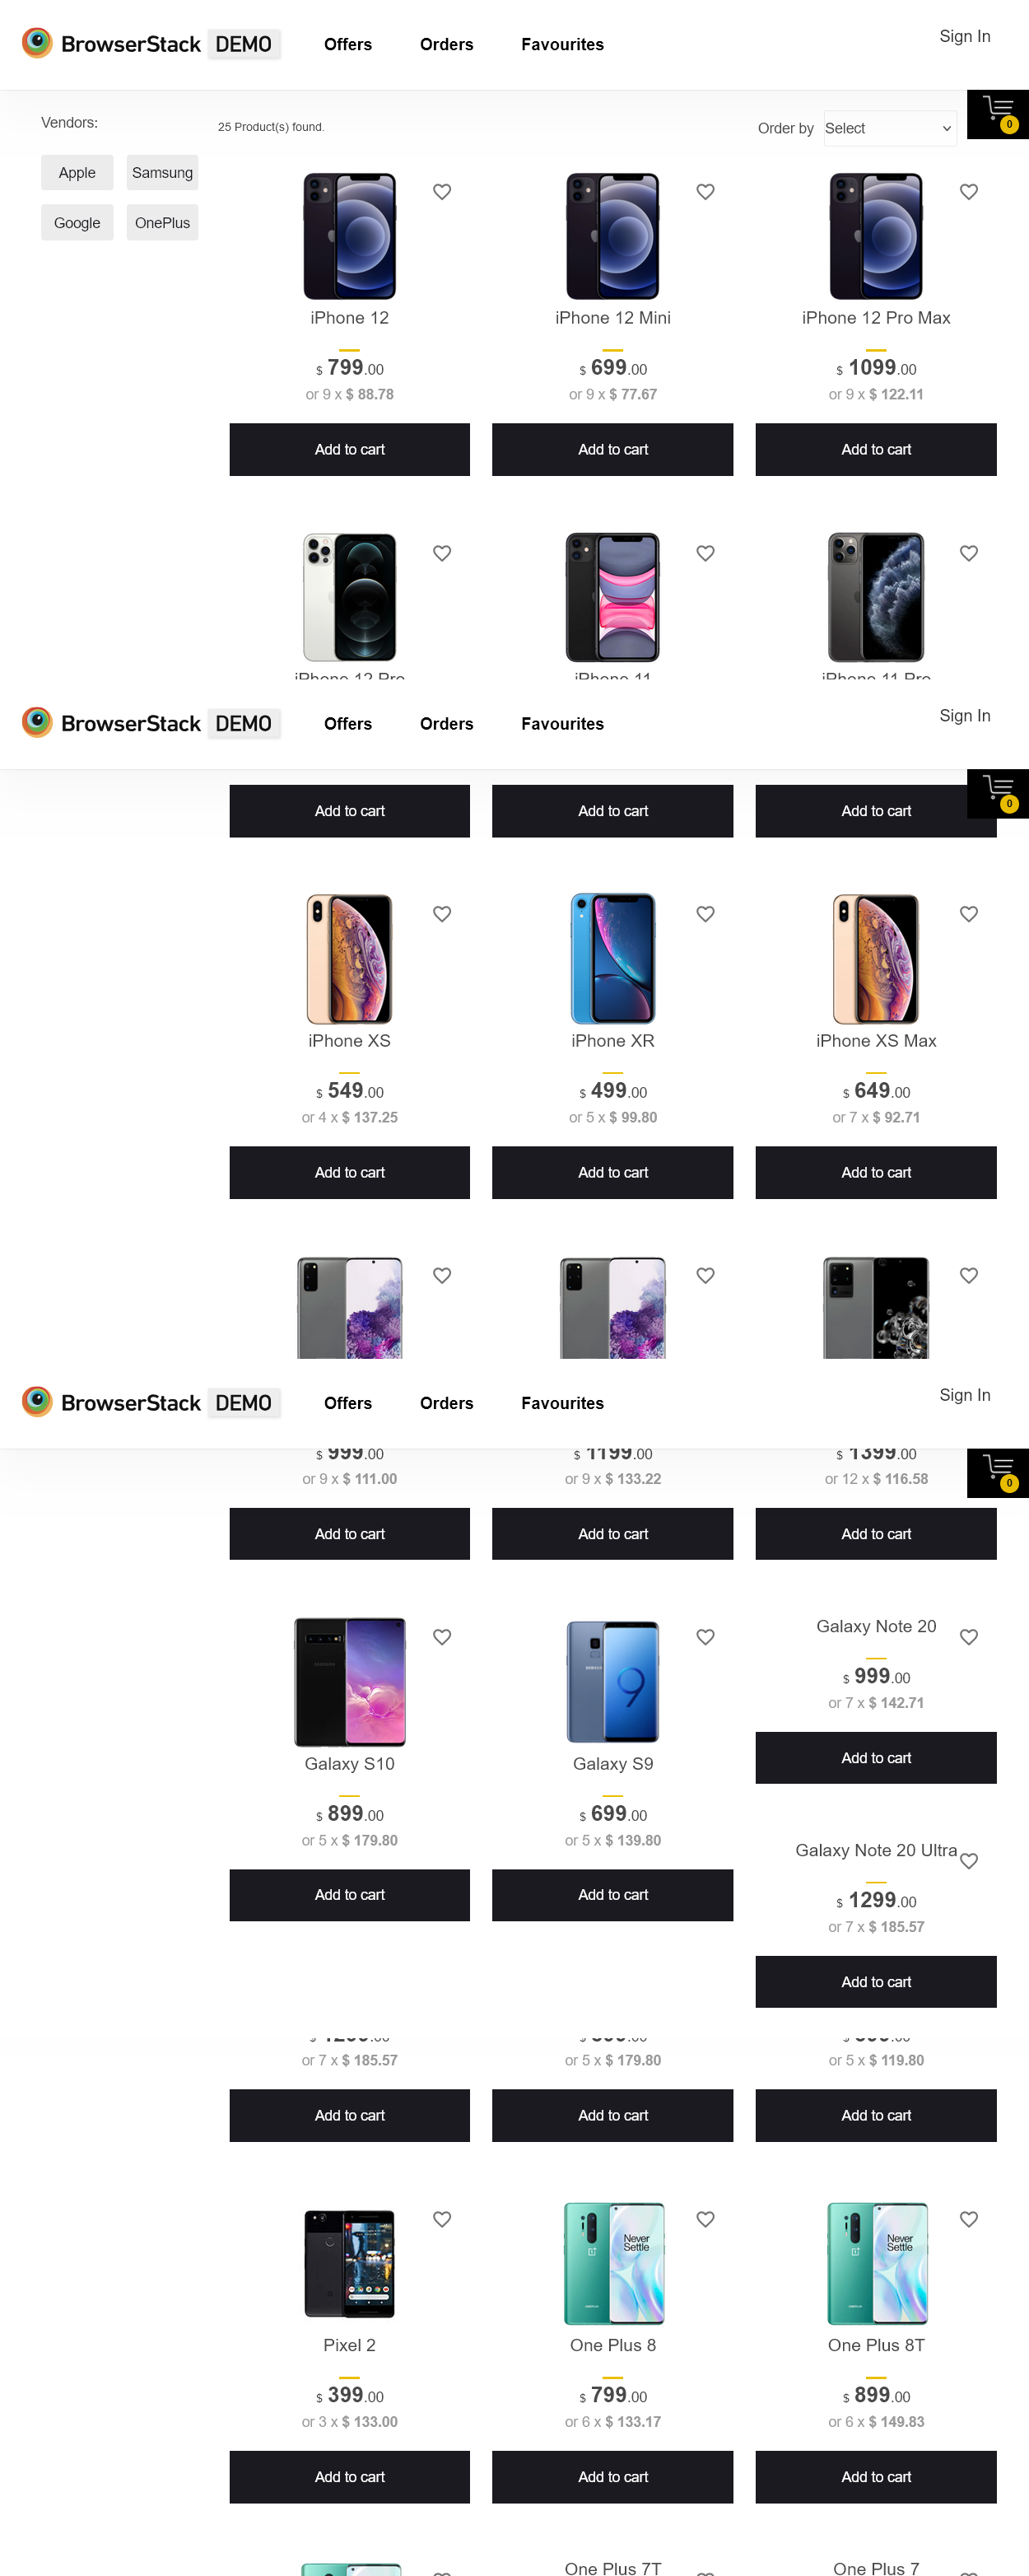 BrowserStack DEMO Offers Orders Favourites Sign In
0
Vendors:
25 Product(s) found.
Order by Select
Apple Samsung
Google OnePlus
iPhone 12 iPhone 12 Mini iPhone 12 Pro Max
$ 799.00 $ 699.00 $ 1099.00
or 9 x $ 88.78 or 9 x $ 77.67 or 9 x $ 122.11
Add to cart Add to cart Add to cart
iPhone 12 Pro iPhone 11 iPhone 11 Pro
BrowserStack DEMO Offers Orders Favourites Sign In
0
Add to cart Add to cart Add to cart
iPhone XS iPhone XR iPhone XS Max
$ 549.00 $ 499.00 $ 649.00
or 4 x $ 137.25 or 5 x $ 99.80 or 7 x $ 92.71
Add to cart Add to cart Add to cart
BrowserStack DEMO Offers Orders Favourites Sign In
$ 999.00 $ 1199.00 $ 1399.00
0
or 9 x $ 111.00 or 9 x $ 133.22 or 12 x $ 116.58
Add to cart Add to cart Add to cart
Galaxy Note 20
$ 999.00
or 7 x $ 142.71
Add to cart
Galaxy S10 Galaxy S9
$ 899.00 $ 699.00
or 5 x $ 179.80 or 5 x $ 139.80
Add to cart Add to cart
Galaxy Note 20 Ultra
$ 1299.00
or 7 x $ 185.57
Add to cart
or 7 x $ 185.57 or 5 x $ 179.80 or 5 x $ 119.80
Add to cart Add to cart Add to cart
Never
Settle
Never
Settle
Pixel 2 One Plus 8 One Plus 8T
$ 399.00 $ 799.00 $ 899.00
or 3 x $ 133.00 or 6 x $ 133.17 or 6 x $ 149.83
Add to cart Add to cart Add to cart
One Plus 7T One Plus 7